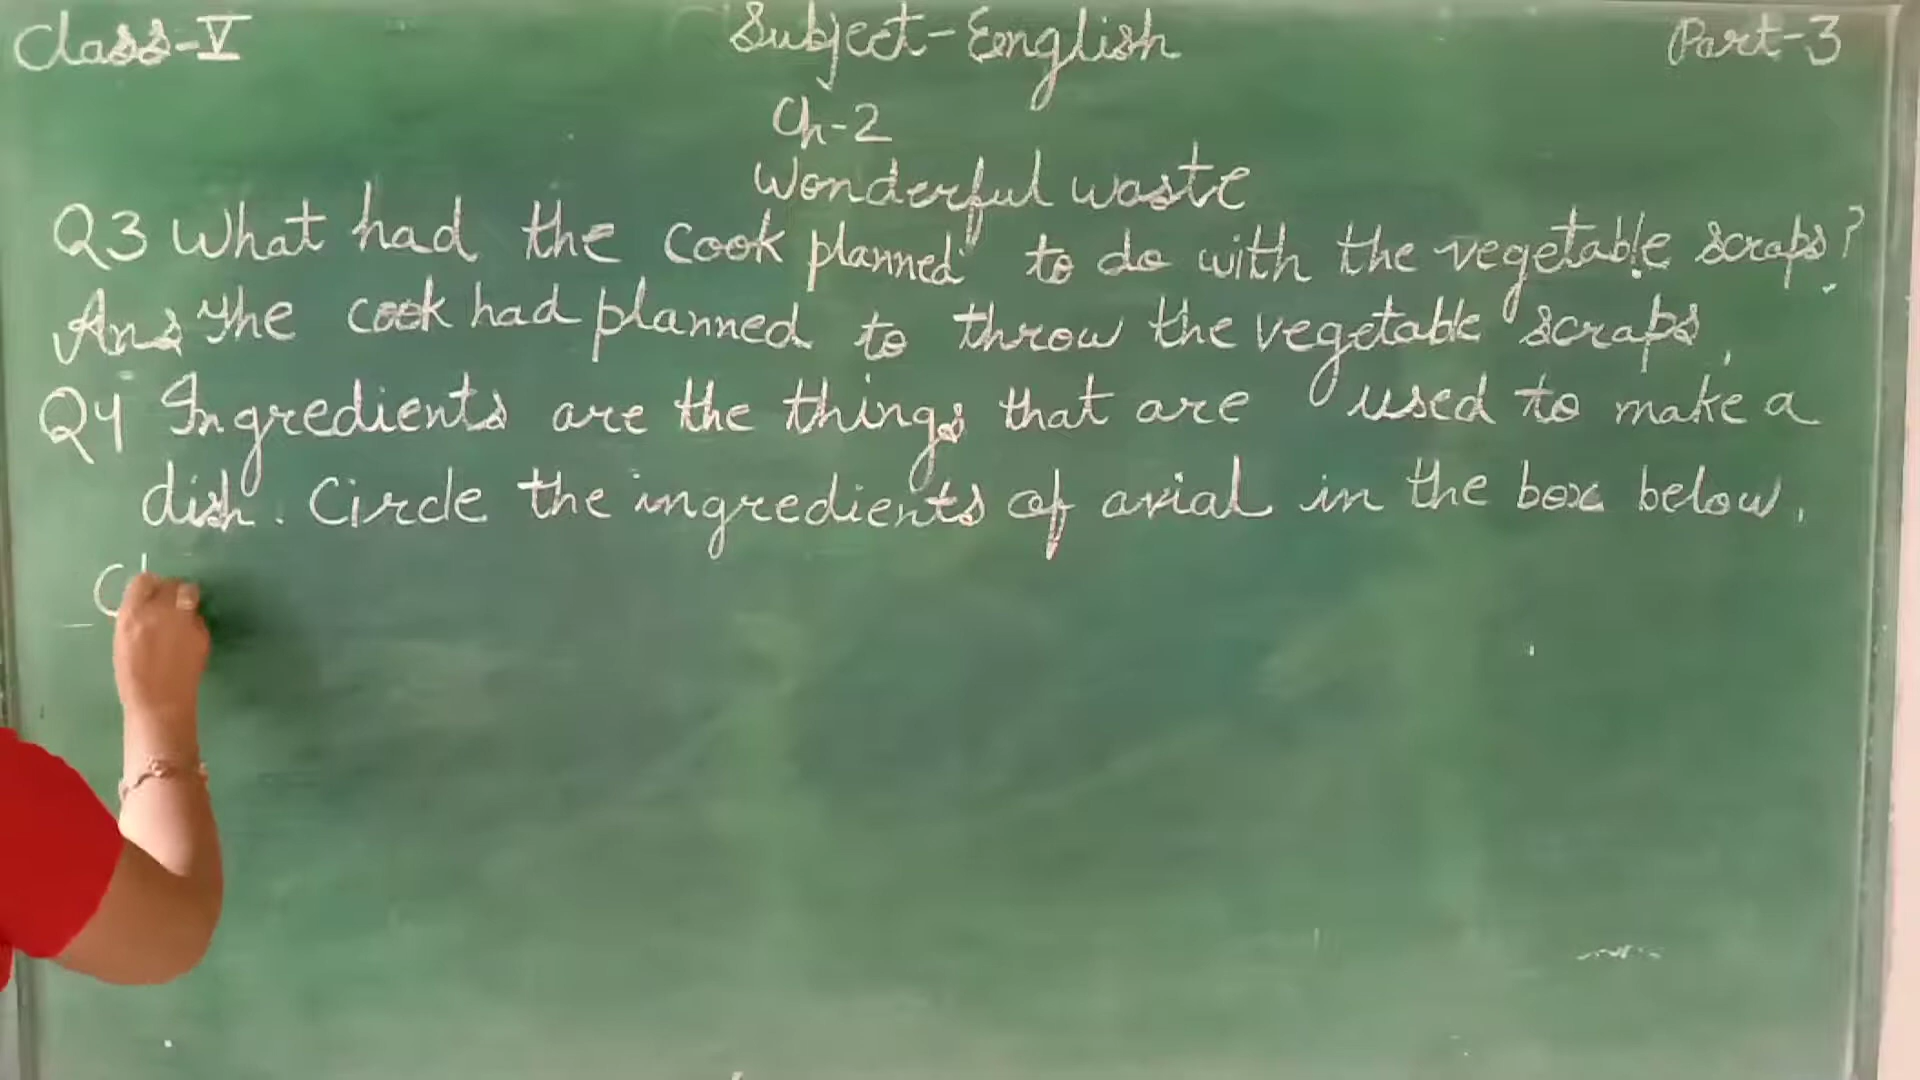 Class-V
Subject-English
Part-3
Ch-2
Wonderful waste
Q3 What had the cook planned to do with the vegetable scraps?
Ans The cook had planned to throw the vegetable scraps.
Q4 Ingredients are the things that are used to make a
dish. Circle the ingredients of avial in the box below.